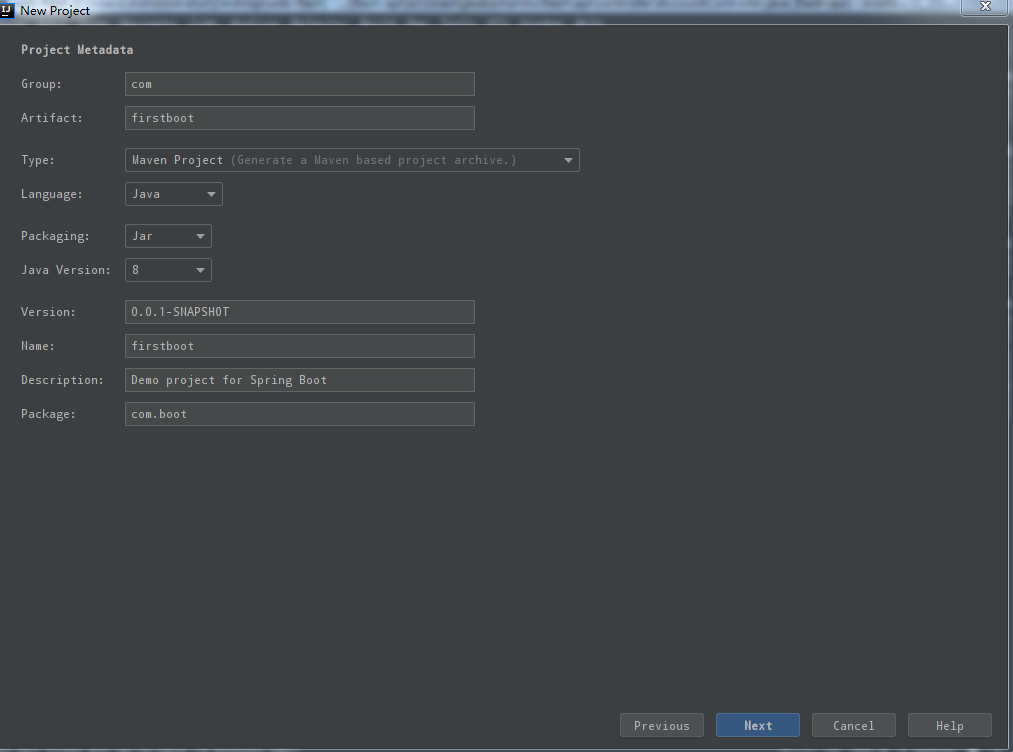 IJ New Project
Project Metadata
Group: com
Artifact: firstboot
Type: Maven Project (Generate a Maven based project archive.)
Language: Java
Packaging: Jar
Java Version: 8
Version: 0.0.1-SNAPSHOT
Name: firstboot
Description: Demo project for Spring Boot
Package: com.boot
Previous Next Cancel Help